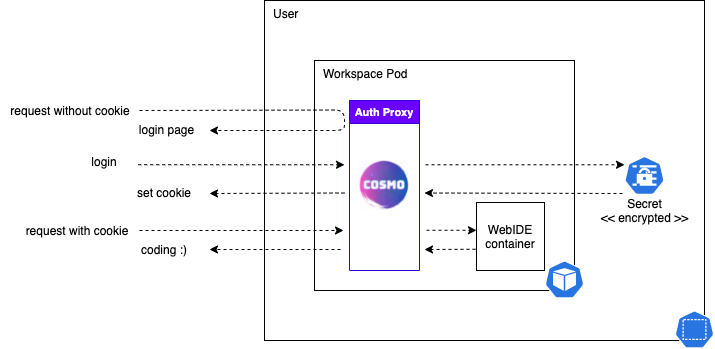 User
Workspace Pod
request without cookie
Auth Proxy
login page
login
COSMO
set cookie
Secret
<< encrypted >>
request with cookie
WebIDE
container
coding :)